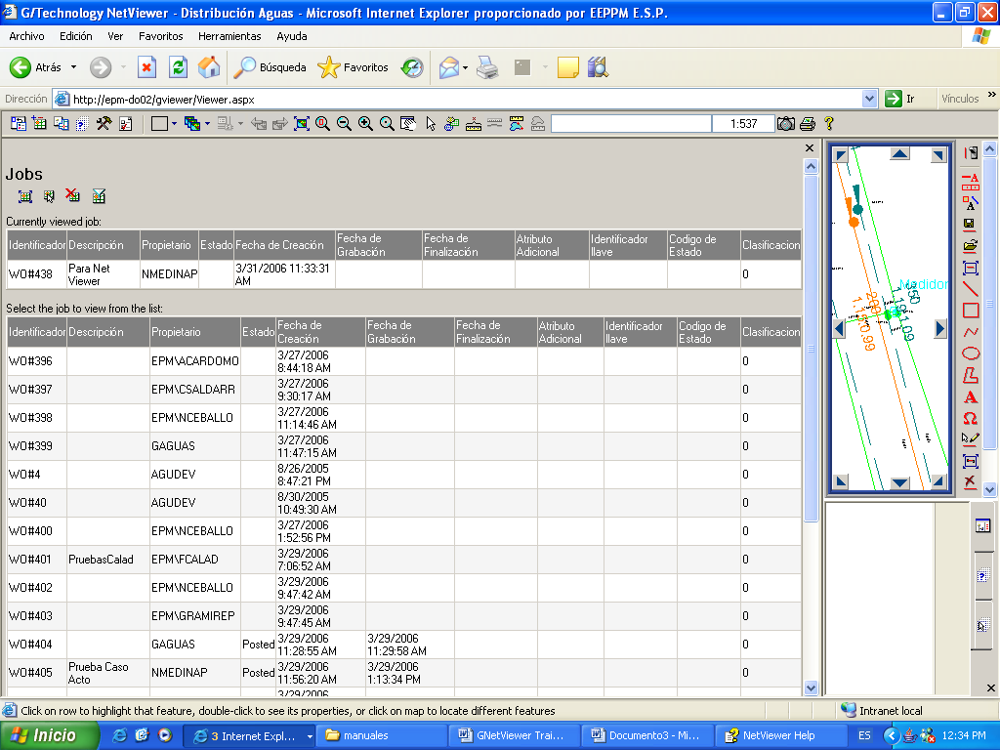 G/Technology NetViewer - Distribución Aguas - Microsoft Internet Explorer proporcionado por EEPPM E.S.P.
Archivo Edición Ver Favoritos Herramientas Ayuda
Atrás Búsqueda Favoritos
Dirección http://epm-do02/gviewer/Viewer.aspx Ir Vínculos »
1:537
Jobs
Currently viewed job:
Identificador Descripción Propietario Estado Fecha de Creación Fecha de Grabación Fecha de Finalización Atributo Adicional Identificador llave Codigo de Estado Clasificacion
WO#438 Para Net Viewer NMEDINAP 3/31/2006 11:33:31 AM 0
Select the job to view from the list:
Identificador Descripción Propietario Estado Fecha de Creación Fecha de Grabación Fecha de Finalización Atributo Adicional Identificador llave Codigo de Estado Clasificacion
WO#396 EPM\ACARDOMO 3/27/2006 8:44:18 AM 0
WO#397 EPM\CSALDARR 3/27/2006 9:30:17 AM 0
WO#398 EPM\NCEBALLO 3/27/2006 11:14:46 AM 0
WO#399 GAGUAS 3/27/2006 11:47:15 AM 0
WO#4 AGUDEV 8/26/2005 8:47:21 PM 0
WO#40 AGUDEV 8/30/2005 10:49:30 AM 0
WO#400 EPM\NCEBALLO 3/27/2006 1:52:56 PM 0
WO#401 PruebasCalad EPM\FCALAD 3/29/2006 7:06:52 AM 0
WO#402 EPM\NCEBALLO 3/29/2006 9:47:42 AM 0
WO#403 EPM\GRAMIREP 3/29/2006 9:47:45 AM 0
WO#404 GAGUAS Posted 3/29/2006 11:28:55 AM 3/29/2006 11:29:58 AM 0
WO#405 Prueba Caso Acto NMEDINAP Posted 3/29/2006 11:56:20 AM 3/29/2006 1:13:34 PM 0
3/29/2006
Medidor
Click on row to highlight that feature, double-click to see its properties, or click on map to locate different features Intranet local
Inicio 3 Internet Expl... manuales GNetViewer Trai... Documento3 - Mi... NetViewer Help ES 12:34 PM